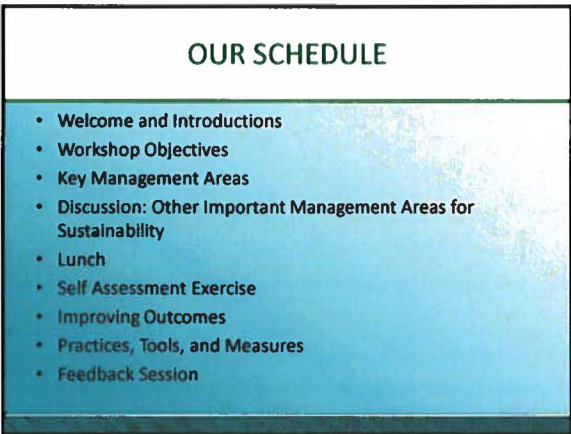 OUR SCHEDULE
• Welcome and Introductions
• Workshop Objectives
• Key Management Areas
• Discussion: Other Important Management Areas for
Sustainability
• Lunch
• Self Assessment Exercise
• Improving Outcomes
• Practices, Tools, and Measures
• Feedback Session